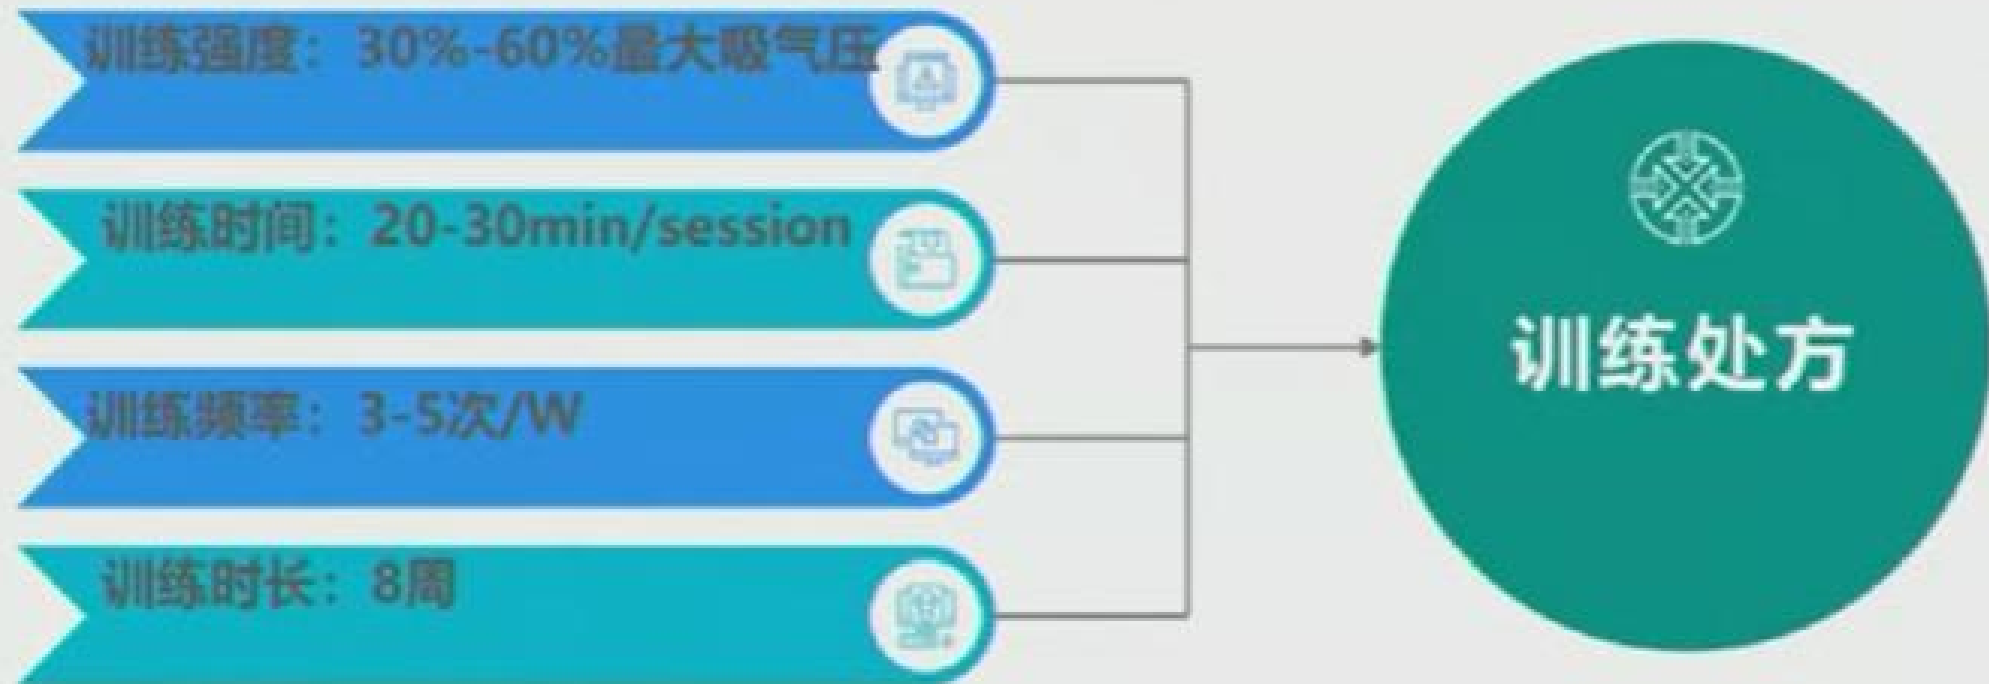 训练强度：30%-60%最大吸气压
训练时间：20-30min/session
训练频率：3-5次/W
训练时长：8周
训练处方